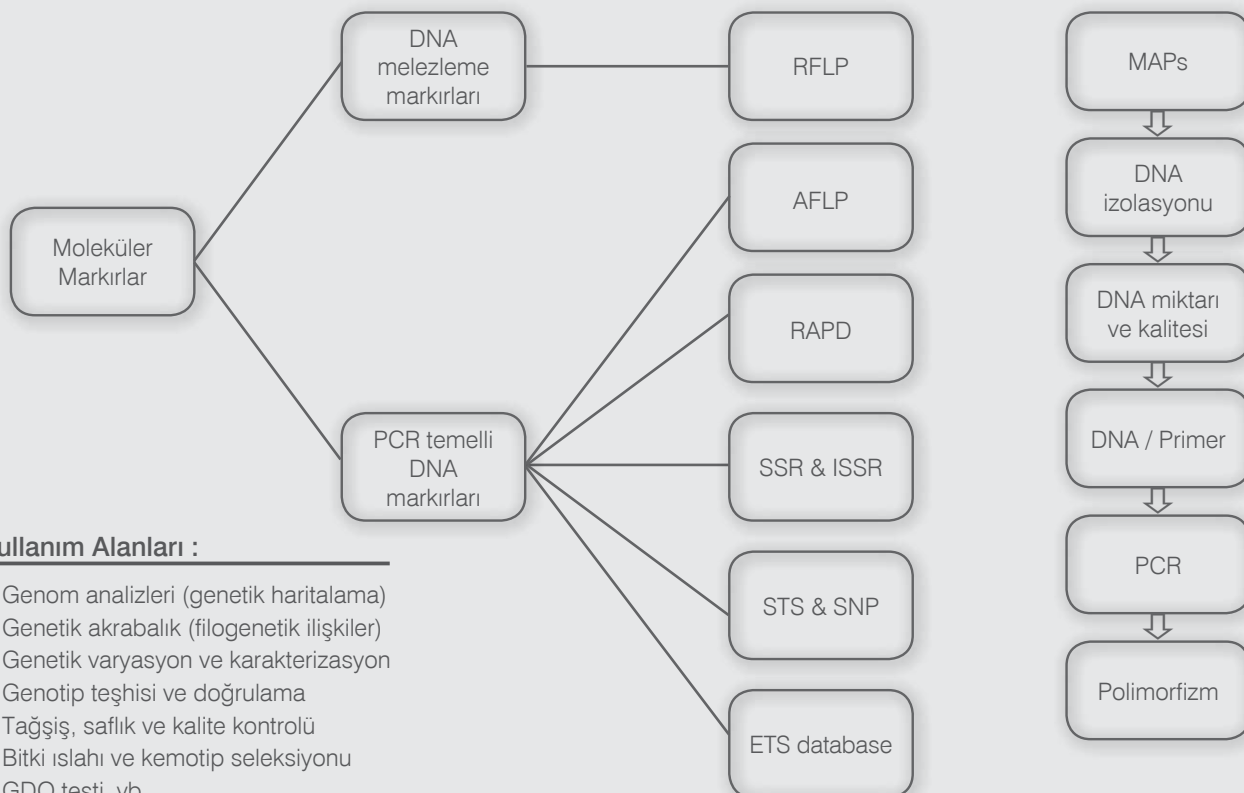 Moleküler
Markırlar
DNA
melezleme
markırları
PCR temelli
DNA
markırları
RFLP
AFLP
RAPD
SSR & ISSR
STS & SNP
ETS database
MAPs
DNA
izolasyonu
DNA miktarı
ve kalitesi
DNA / Primer
PCR
Polimorfizm
ullanım Alanları :
Genom analizleri (genetik haritalama)
Genetik akrabalık (filogenetik ilişkiler)
Genetik varyasyon ve karakterizasyon
Genotip teşhisi ve doğrulama
Tağşiş, saflık ve kalite kontrolü
Bitki ıslahı ve kemotip seleksiyonu
GDO testi, vb.